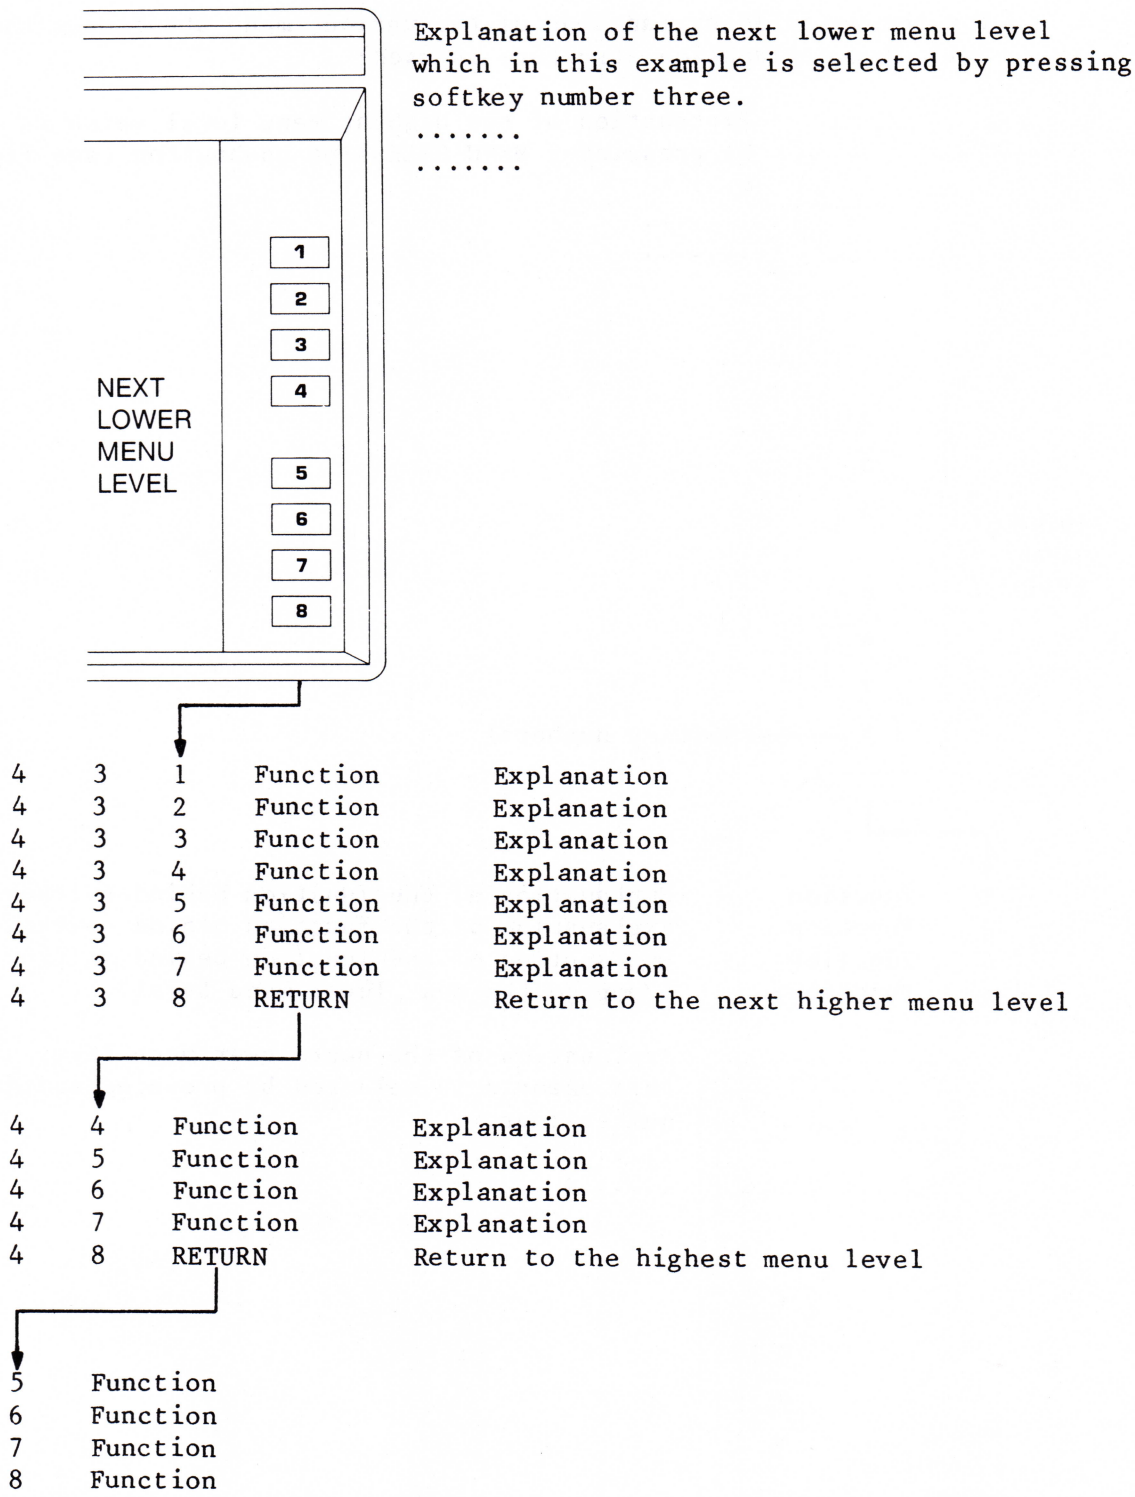 Explanation of the next lower menu level
which in this example is selected by pressing
softkey number three.
.......
.......
1
2
3
4
NEXT
LOWER
MENU
LEVEL
5
6
7
8
4 3 1 Function Explanation
4 3 2 Function Explanation
4 3 3 Function Explanation
4 3 4 Function Explanation
4 3 5 Function Explanation
4 3 6 Function Explanation
4 3 7 Function Explanation
4 3 8 RETURN Return to the next higher menu level
4 4 Function Explanation
4 5 Function Explanation
4 6 Function Explanation
4 7 Function Explanation
4 8 RETURN Return to the highest menu level
5 Function
6 Function
7 Function
8 Function